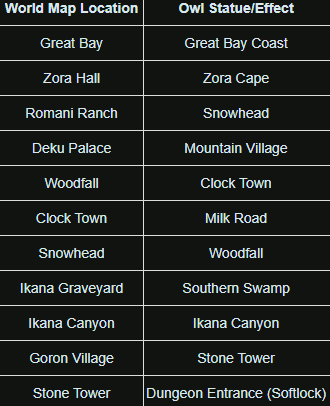 World Map Location Owl Statue/Effect
Great Bay Great Bay Coast
Zora Hall Zora Cape
Romani Ranch Snowhead
Deku Palace Mountain Village
Woodfall Clock Town
Clock Town Milk Road
Snowhead Woodfall
Ikana Graveyard Southern Swamp
Ikana Canyon Ikana Canyon
Goron Village Stone Tower
Stone Tower Dungeon Entrance (Softlock)